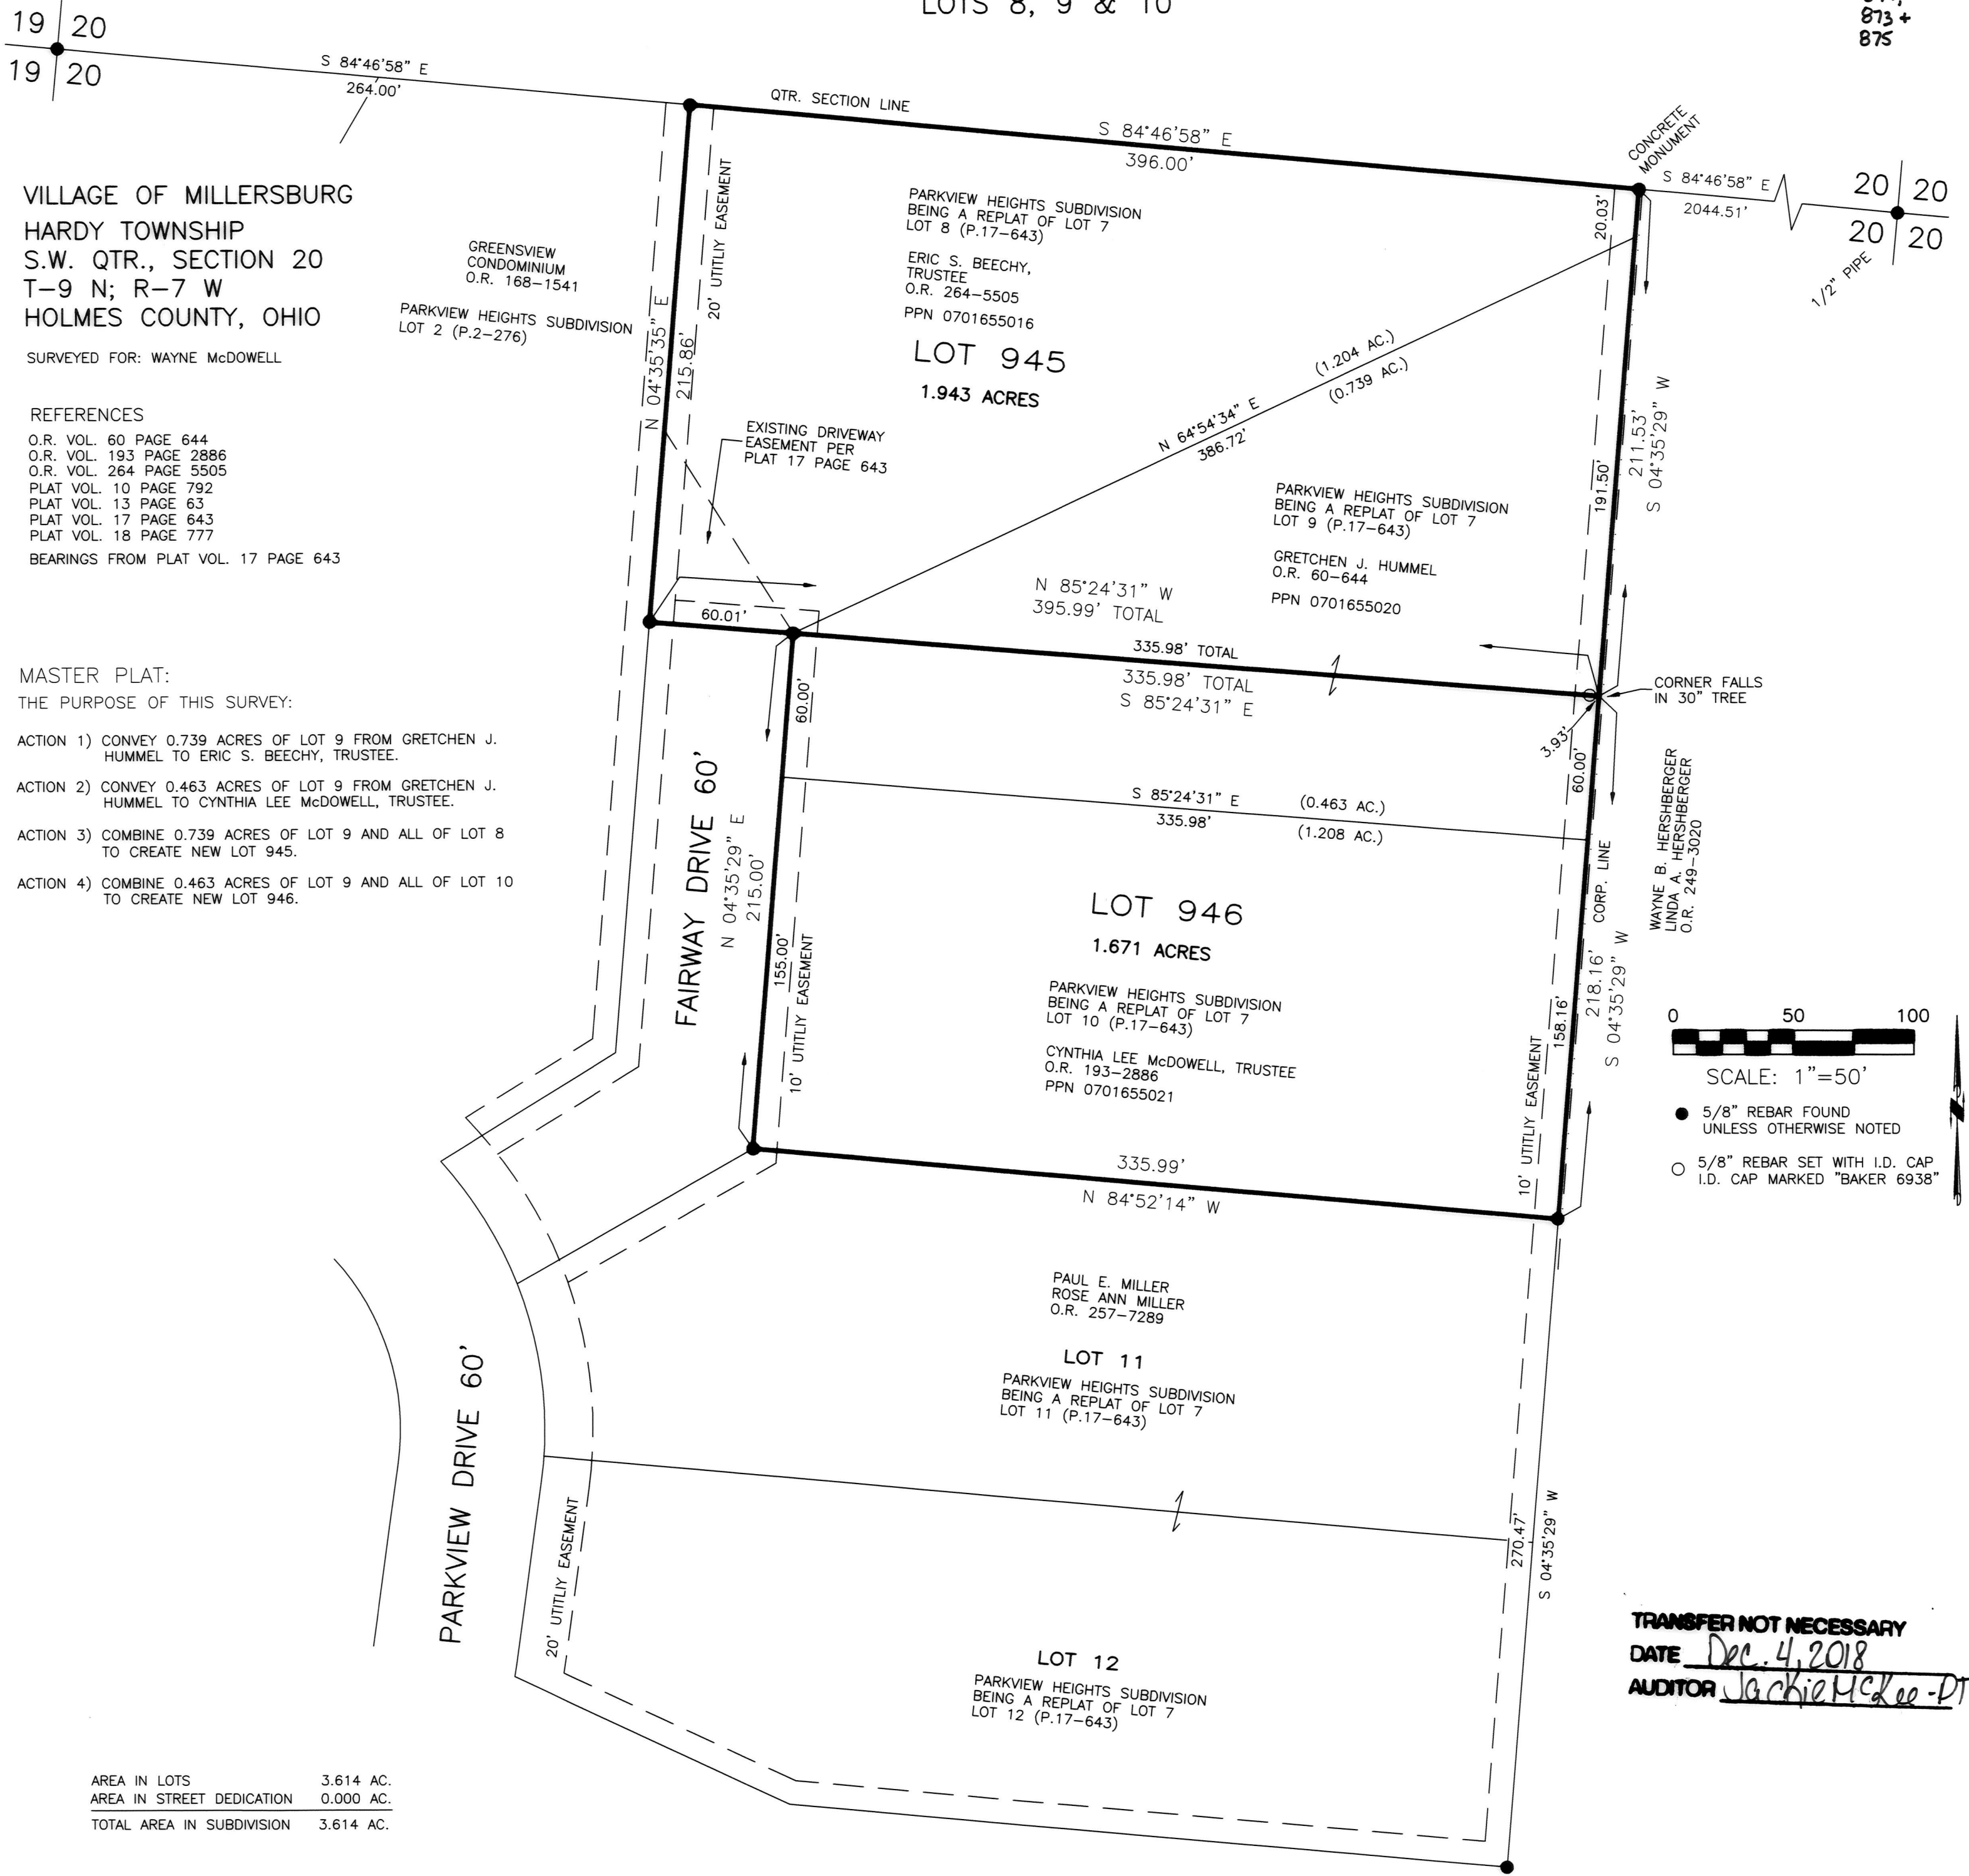 LOTS 8, 9 & 10
873 +
875
19 20
19 20
S 84°46'58" E
264.00'
QTR. SECTION LINE
S 84°46'58" E
396.00'
CONCRETE
MONUMENT
S 84°46'58" E
2044.51'
20 20
20 20
1/2" PIPE
VILLAGE OF MILLERSBURG
HARDY TOWNSHIP
S.W. QTR., SECTION 20
T-9 N; R-7 W
HOLMES COUNTY, OHIO
SURVEYED FOR: WAYNE McDOWELL
REFERENCES
O.R. VOL. 60 PAGE 644
O.R. VOL. 193 PAGE 2886
O.R. VOL. 264 PAGE 5505
PLAT VOL. 10 PAGE 792
PLAT VOL. 13 PAGE 63
PLAT VOL. 17 PAGE 643
PLAT VOL. 18 PAGE 777
BEARINGS FROM PLAT VOL. 17 PAGE 643
GREENSVIEW
CONDOMINIUM
O.R. 168-1541
PARKVIEW HEIGHTS SUBDIVISION
LOT 2 (P.2-276)
N 04°35'35" E
215.86'
20' UTITLIY EASEMENT
PARKVIEW HEIGHTS SUBDIVISION
BEING A REPLAT OF LOT 7
LOT 8 (P.17-643)
ERIC S. BEECHY,
TRUSTEE
O.R. 264-5505
PPN 0701655016
LOT 945
1.943 ACRES
EXISTING DRIVEWAY
EASEMENT PER
PLAT 17 PAGE 643
(1.204 AC.)
(0.739 AC.)
N 64°54'34" E
386.72'
20.03'
191.50'
211.53'
S 04°35'29" W
PARKVIEW HEIGHTS SUBDIVISION
BEING A REPLAT OF LOT 7
LOT 9 (P.17-643)
GRETCHEN J. HUMMEL
O.R. 60-644
PPN 0701655020
N 85°24'31" W
395.99' TOTAL
60.01'
335.98' TOTAL
335.98' TOTAL
S 85°24'31" E
CORNER FALLS
IN 30" TREE
3.93'
60.00'
60.00'
MASTER PLAT:
THE PURPOSE OF THIS SURVEY:
ACTION 1) CONVEY 0.739 ACRES OF LOT 9 FROM GRETCHEN J.
HUMMEL TO ERIC S. BEECHY, TRUSTEE.
ACTION 2) CONVEY 0.463 ACRES OF LOT 9 FROM GRETCHEN J.
HUMMEL TO CYNTHIA LEE McDOWELL, TRUSTEE.
ACTION 3) COMBINE 0.739 ACRES OF LOT 9 AND ALL OF LOT 8
TO CREATE NEW LOT 945.
ACTION 4) COMBINE 0.463 ACRES OF LOT 9 AND ALL OF LOT 10
TO CREATE NEW LOT 946.
S 85°24'31" E (0.463 AC.)
335.98' (1.208 AC.)
FAIRWAY DRIVE 60'
N 04°35'29" E
215.00'
155.00'
10' UTITLIY EASEMENT
LOT 946
1.671 ACRES
PARKVIEW HEIGHTS SUBDIVISION
BEING A REPLAT OF LOT 7
LOT 10 (P.17-643)
CYNTHIA LEE McDOWELL, TRUSTEE
O.R. 193-2886
PPN 0701655021
CORP. LINE
218.16'
S 04°35'29" W
158.16'
10' UTITLIY EASEMENT
WAYNE B. HERSHBERGER
LINDA A. HERSHBERGER
O.R. 249-3020
0 50 100
SCALE: 1"=50'
5/8" REBAR FOUND
UNLESS OTHERWISE NOTED
5/8" REBAR SET WITH I.D. CAP
I.D. CAP MARKED "BAKER 6938"
335.99'
N 84°52'14" W
PAUL E. MILLER
ROSE ANN MILLER
O.R. 257-7289
LOT 11
PARKVIEW HEIGHTS SUBDIVISION
BEING A REPLAT OF LOT 7
LOT 11 (P.17-643)
PARKVIEW DRIVE 60'
20' UTITLIY EASEMENT
270.47'
S 04°35'29" W
LOT 12
PARKVIEW HEIGHTS SUBDIVISION
BEING A REPLAT OF LOT 7
LOT 12 (P.17-643)
TRANSFER NOT NECESSARY
DATE Dec. 4, 2018
AUDITOR Jackie McKee -DT
AREA IN LOTS 3.614 AC.
AREA IN STREET DEDICATION 0.000 AC.
TOTAL AREA IN SUBDIVISION 3.614 AC.